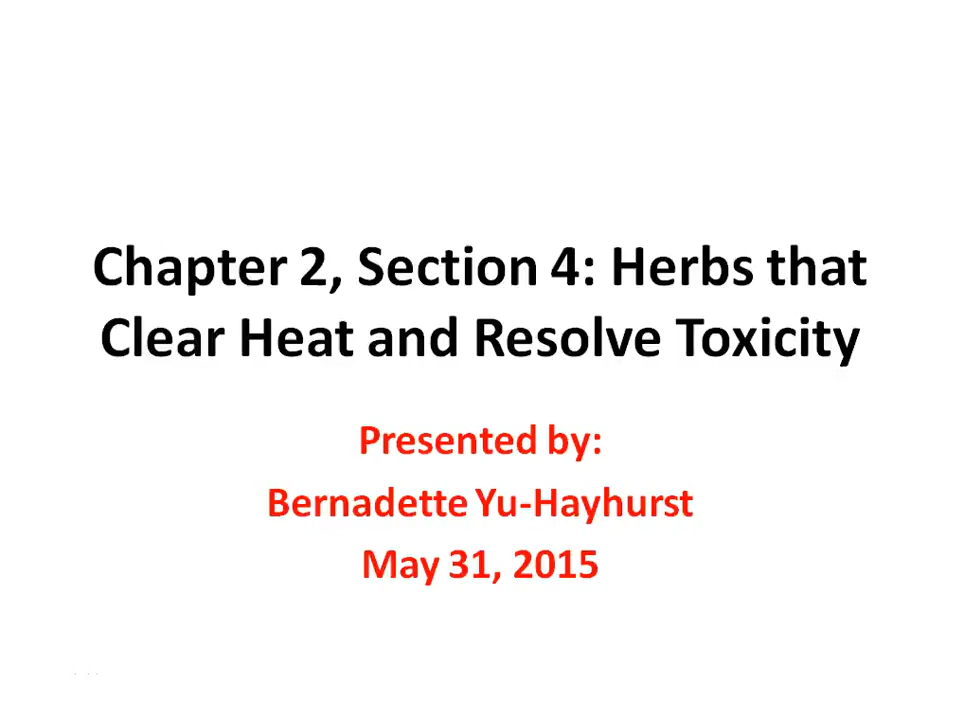 Chapter 2, Section 4: Herbs that
Clear Heat and Resolve Toxicity
Presented by:
Bernadette Yu-Hayhurst
May 31, 2015